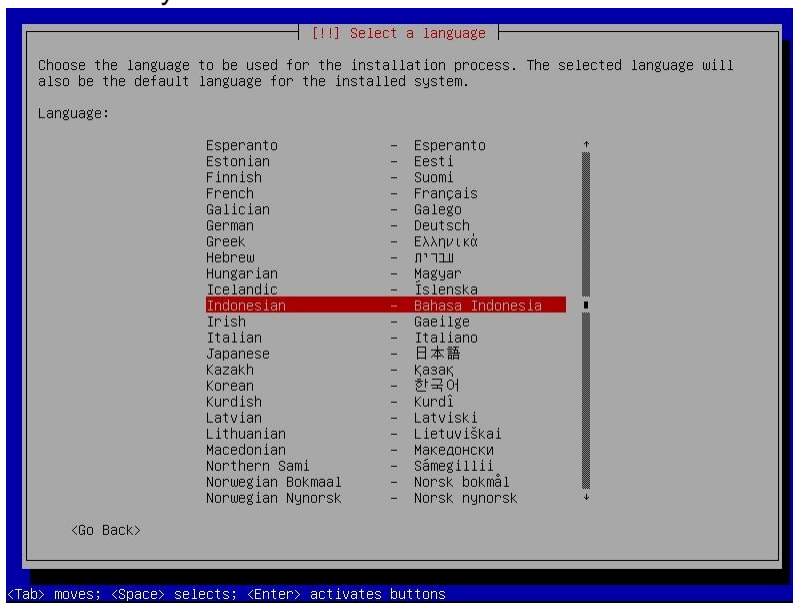 [!!] Select a language
Choose the language to be used for the installation process. The selected language will
also be the default language for the installed system.
Language:
Esperanto - Esperanto
Estonian - Eesti
Finnish - Suomi
French - Français
Galician - Galego
German - Deutsch
Greek - Ελληνικά
Hebrew - עברית
Hungarian - Magyar
Icelandic - Íslenska
Indonesian - Bahasa Indonesia
Irish - Gaeilge
Italian - Italiano
Japanese - 日本語
Kazakh - Қазақ
Korean - 한국어
Kurdish - Kurdî
Latvian - Latviski
Lithuanian - Lietuviškai
Macedonian - Македонски
Northern Sami - Sámegillii
Norwegian Bokmaal - Norsk bokmål
Norwegian Nynorsk - Norsk nynorsk
<Go Back>
<Tab> moves; <Space> selects; <Enter> activates buttons